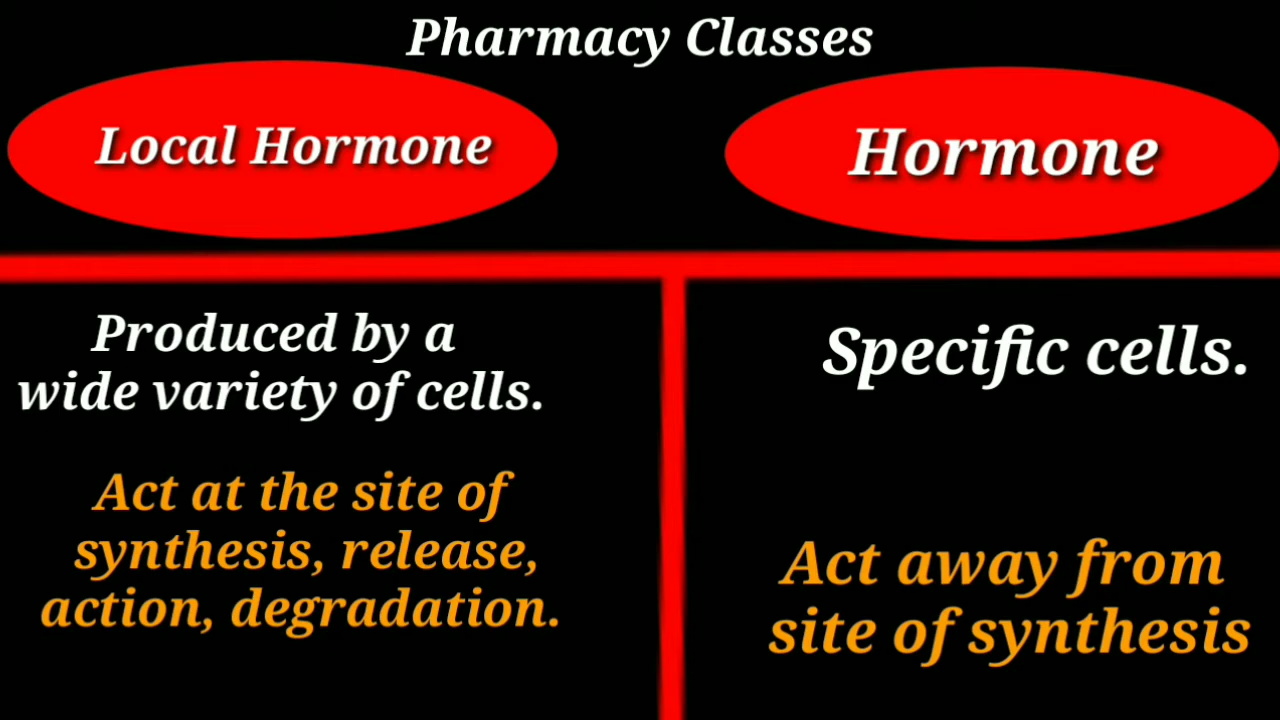 Pharmacy Classes
Local Hormone
Hormone
Produced by a
wide variety of cells.
Act at the site of
synthesis, release,
action, degradation.
Specific cells.
Act away from
site of synthesis